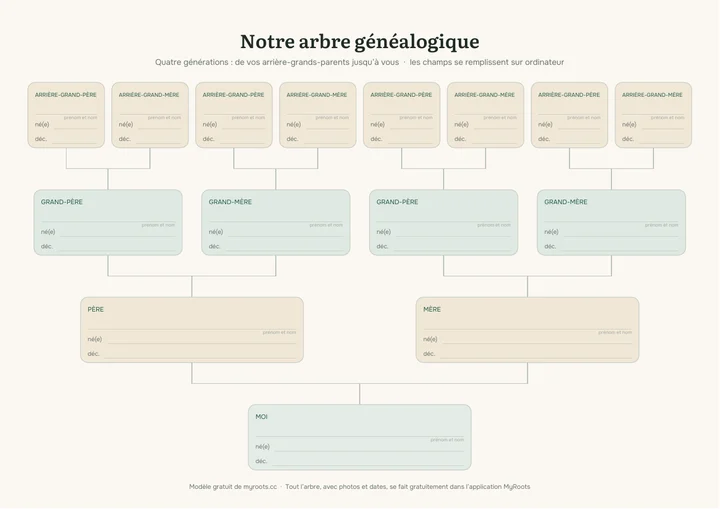 Notre arbre généalogique
Quatre générations : de vos arrière-grands-parents jusqu'à vous · les champs se remplissent sur ordinateur
ARRIÈRE-GRAND-PÈRE ARRIÈRE-GRAND-MÈRE ARRIÈRE-GRAND-PÈRE ARRIÈRE-GRAND-MÈRE ARRIÈRE-GRAND-PÈRE ARRIÈRE-GRAND-MÈRE ARRIÈRE-GRAND-PÈRE ARRIÈRE-GRAND-MÈRE
prénom et nom prénom et nom prénom et nom prénom et nom prénom et nom prénom et nom prénom et nom prénom et nom
né(e) né(e) né(e) né(e) né(e) né(e) né(e) né(e)
déc. déc. déc. déc. déc. déc. déc. déc.
GRAND-PÈRE GRAND-MÈRE GRAND-PÈRE GRAND-MÈRE
prénom et nom prénom et nom prénom et nom prénom et nom
né(e) né(e) né(e) né(e)
déc. déc. déc. déc.
PÈRE MÈRE
prénom et nom prénom et nom
né(e) né(e)
déc. déc.
MOI
prénom et nom
né(e)
déc.
Modèle gratuit de myroots.cc · Tout l'arbre, avec photos et dates, se fait gratuitement dans l'application MyRoots